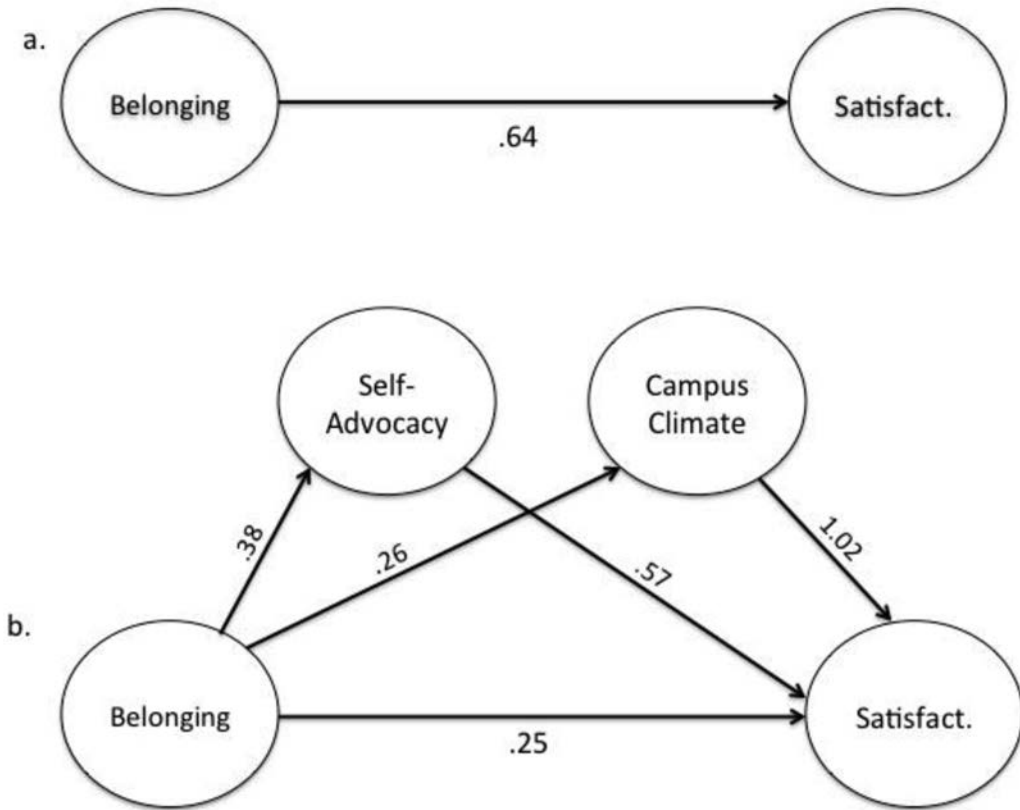 a.
Belonging
Satisfact.
.64
Self-
Advocacy
Campus
Climate
.38
.26
.57
1.02
b.
Belonging
Satisfact.
.25